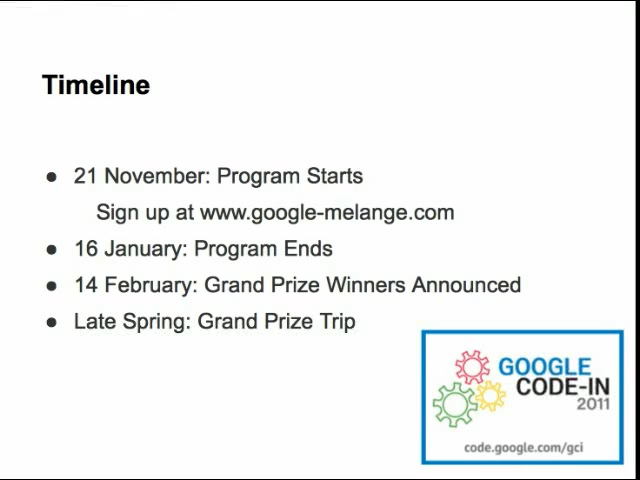 Timeline
● 21 November: Program Starts
Sign up at www.google-melange.com
● 16 January: Program Ends
● 14 February: Grand Prize Winners Announced
● Late Spring: Grand Prize Trip
GOOGLE
CODE-IN
2011
code.google.com/gci